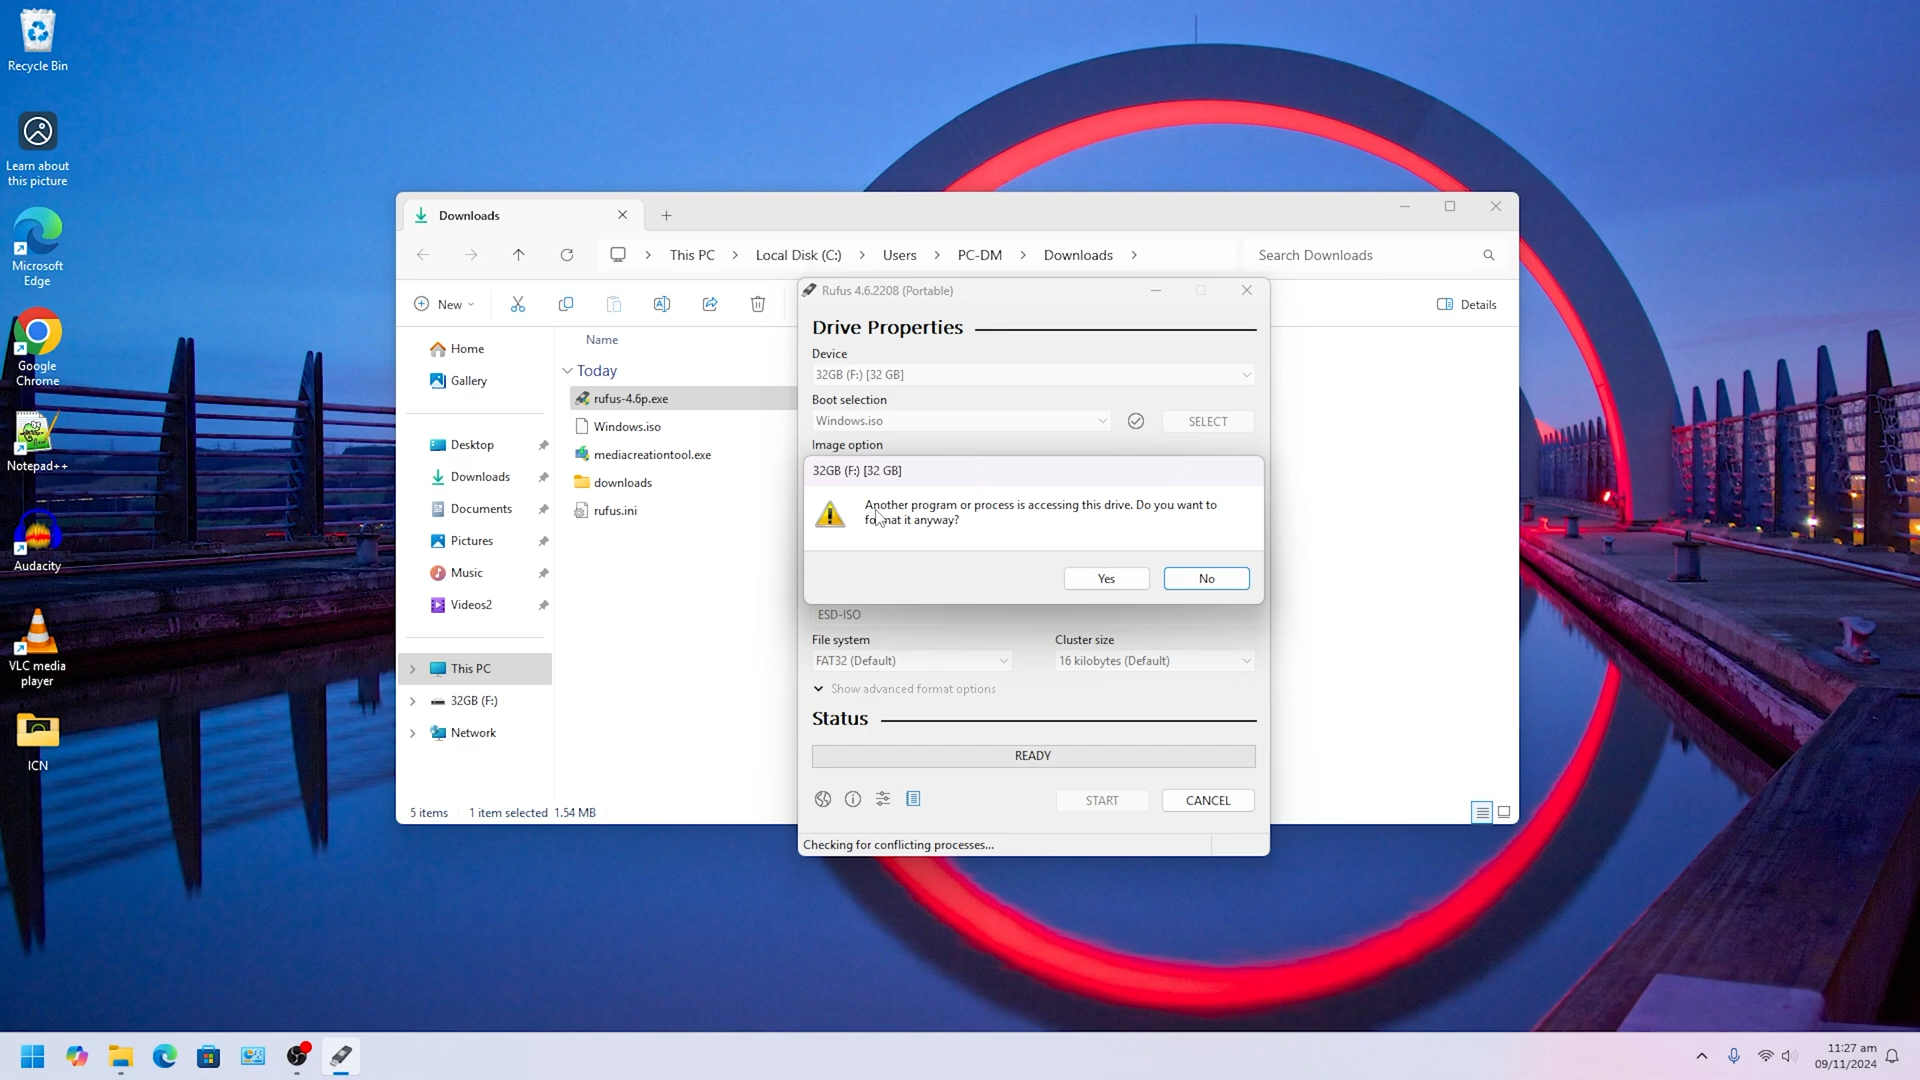 Recycle Bin
Learn about
this picture
Microsoft
Edge
Google
Chrome
Notepad++
Audacity
VLC media
player
ICN
Downloads
This PC
Local Disk (C:)
Users
PC-DM
Downloads
Search Downloads
New
Details
Home
Gallery
Desktop
Downloads
Documents
Pictures
Music
Videos2
This PC
32GB (F:)
Network
Name
Today
rufus-4.6p.exe
Windows.iso
mediacreationtool.exe
downloads
rufus.ini
5 items
1 item selected 1.54 MB
Rufus 4.6.2208 (Portable)
Drive Properties
Device
32GB (F:) [32 GB]
Boot selection
Windows.iso
SELECT
Image option
32GB (F:) [32 GB]
Another program or process is accessing this drive. Do you want to
format it anyway?
Yes
No
ESD-ISO
File system
Cluster size
FAT32 (Default)
16 kilobytes (Default)
Show advanced format options
Status
READY
START
CANCEL
Checking for conflicting processes...
11:27 am
09/11/2024